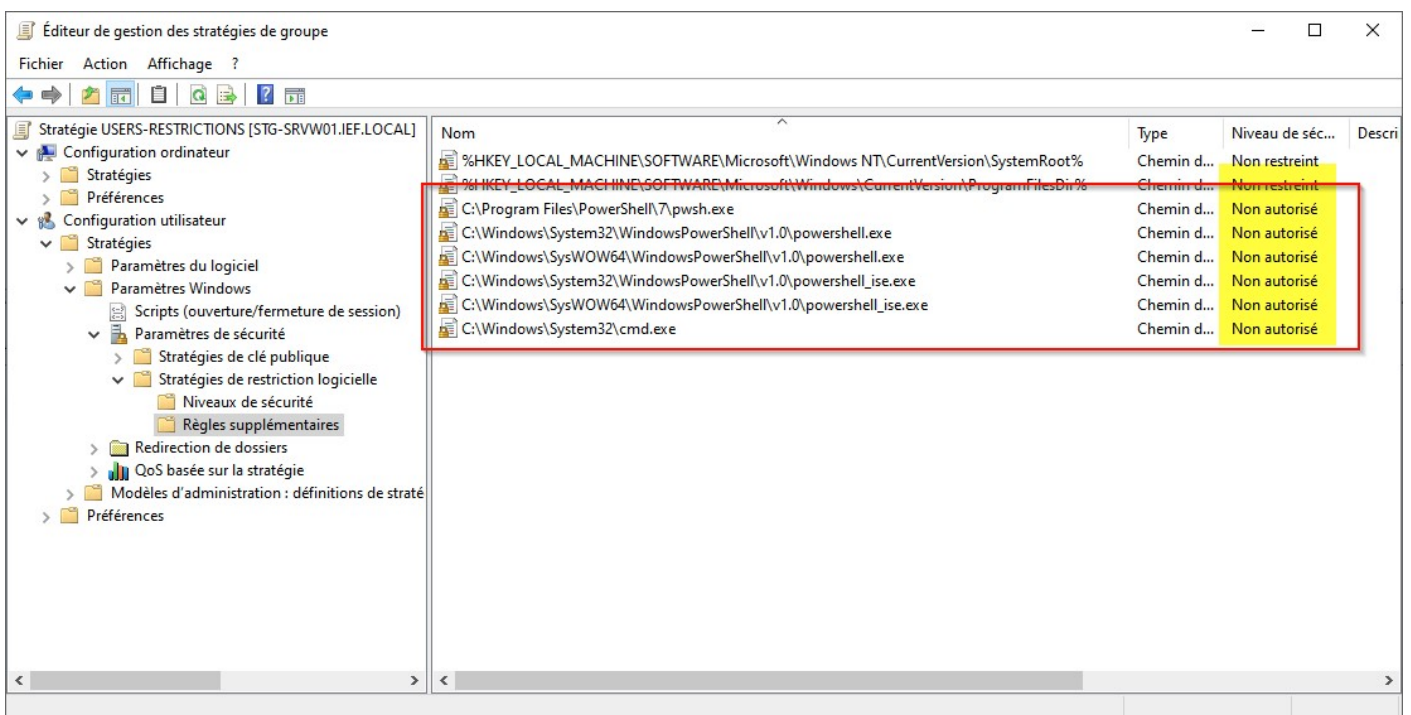 Éditeur de gestion des stratégies de groupe
Fichier Action Affichage ?
Stratégie USERS-RESTRICTIONS [STG-SRVW01.IEF.LOCAL]
Configuration ordinateur
Stratégies
Préférences
Configuration utilisateur
Stratégies
Paramètres du logiciel
Paramètres Windows
Scripts (ouverture/fermeture de session)
Paramètres de sécurité
Stratégies de clé publique
Stratégies de restriction logicielle
Niveaux de sécurité
Règles supplémentaires
Redirection de dossiers
QoS basée sur la stratégie
Modèles d'administration : définitions de straté
Préférences
Nom Type Niveau de séc... Descri
%HKEY_LOCAL_MACHINE\SOFTWARE\Microsoft\Windows NT\CurrentVersion\SystemRoot% Chemin d... Non restreint
%HKEY_LOCAL_MACHINE\SOFTWARE\Microsoft\Windows\CurrentVersion\ProgramFilesDir% Chemin d... Non restreint
C:\Program Files\PowerShell\7\pwsh.exe Chemin d... Non autorisé
C:\Windows\System32\WindowsPowerShell\v1.0\powershell.exe Chemin d... Non autorisé
C:\Windows\SysWOW64\WindowsPowerShell\v1.0\powershell.exe Chemin d... Non autorisé
C:\Windows\System32\WindowsPowerShell\v1.0\powershell_ise.exe Chemin d... Non autorisé
C:\Windows\SysWOW64\WindowsPowerShell\v1.0\powershell_ise.exe Chemin d... Non autorisé
C:\Windows\System32\cmd.exe Chemin d... Non autorisé